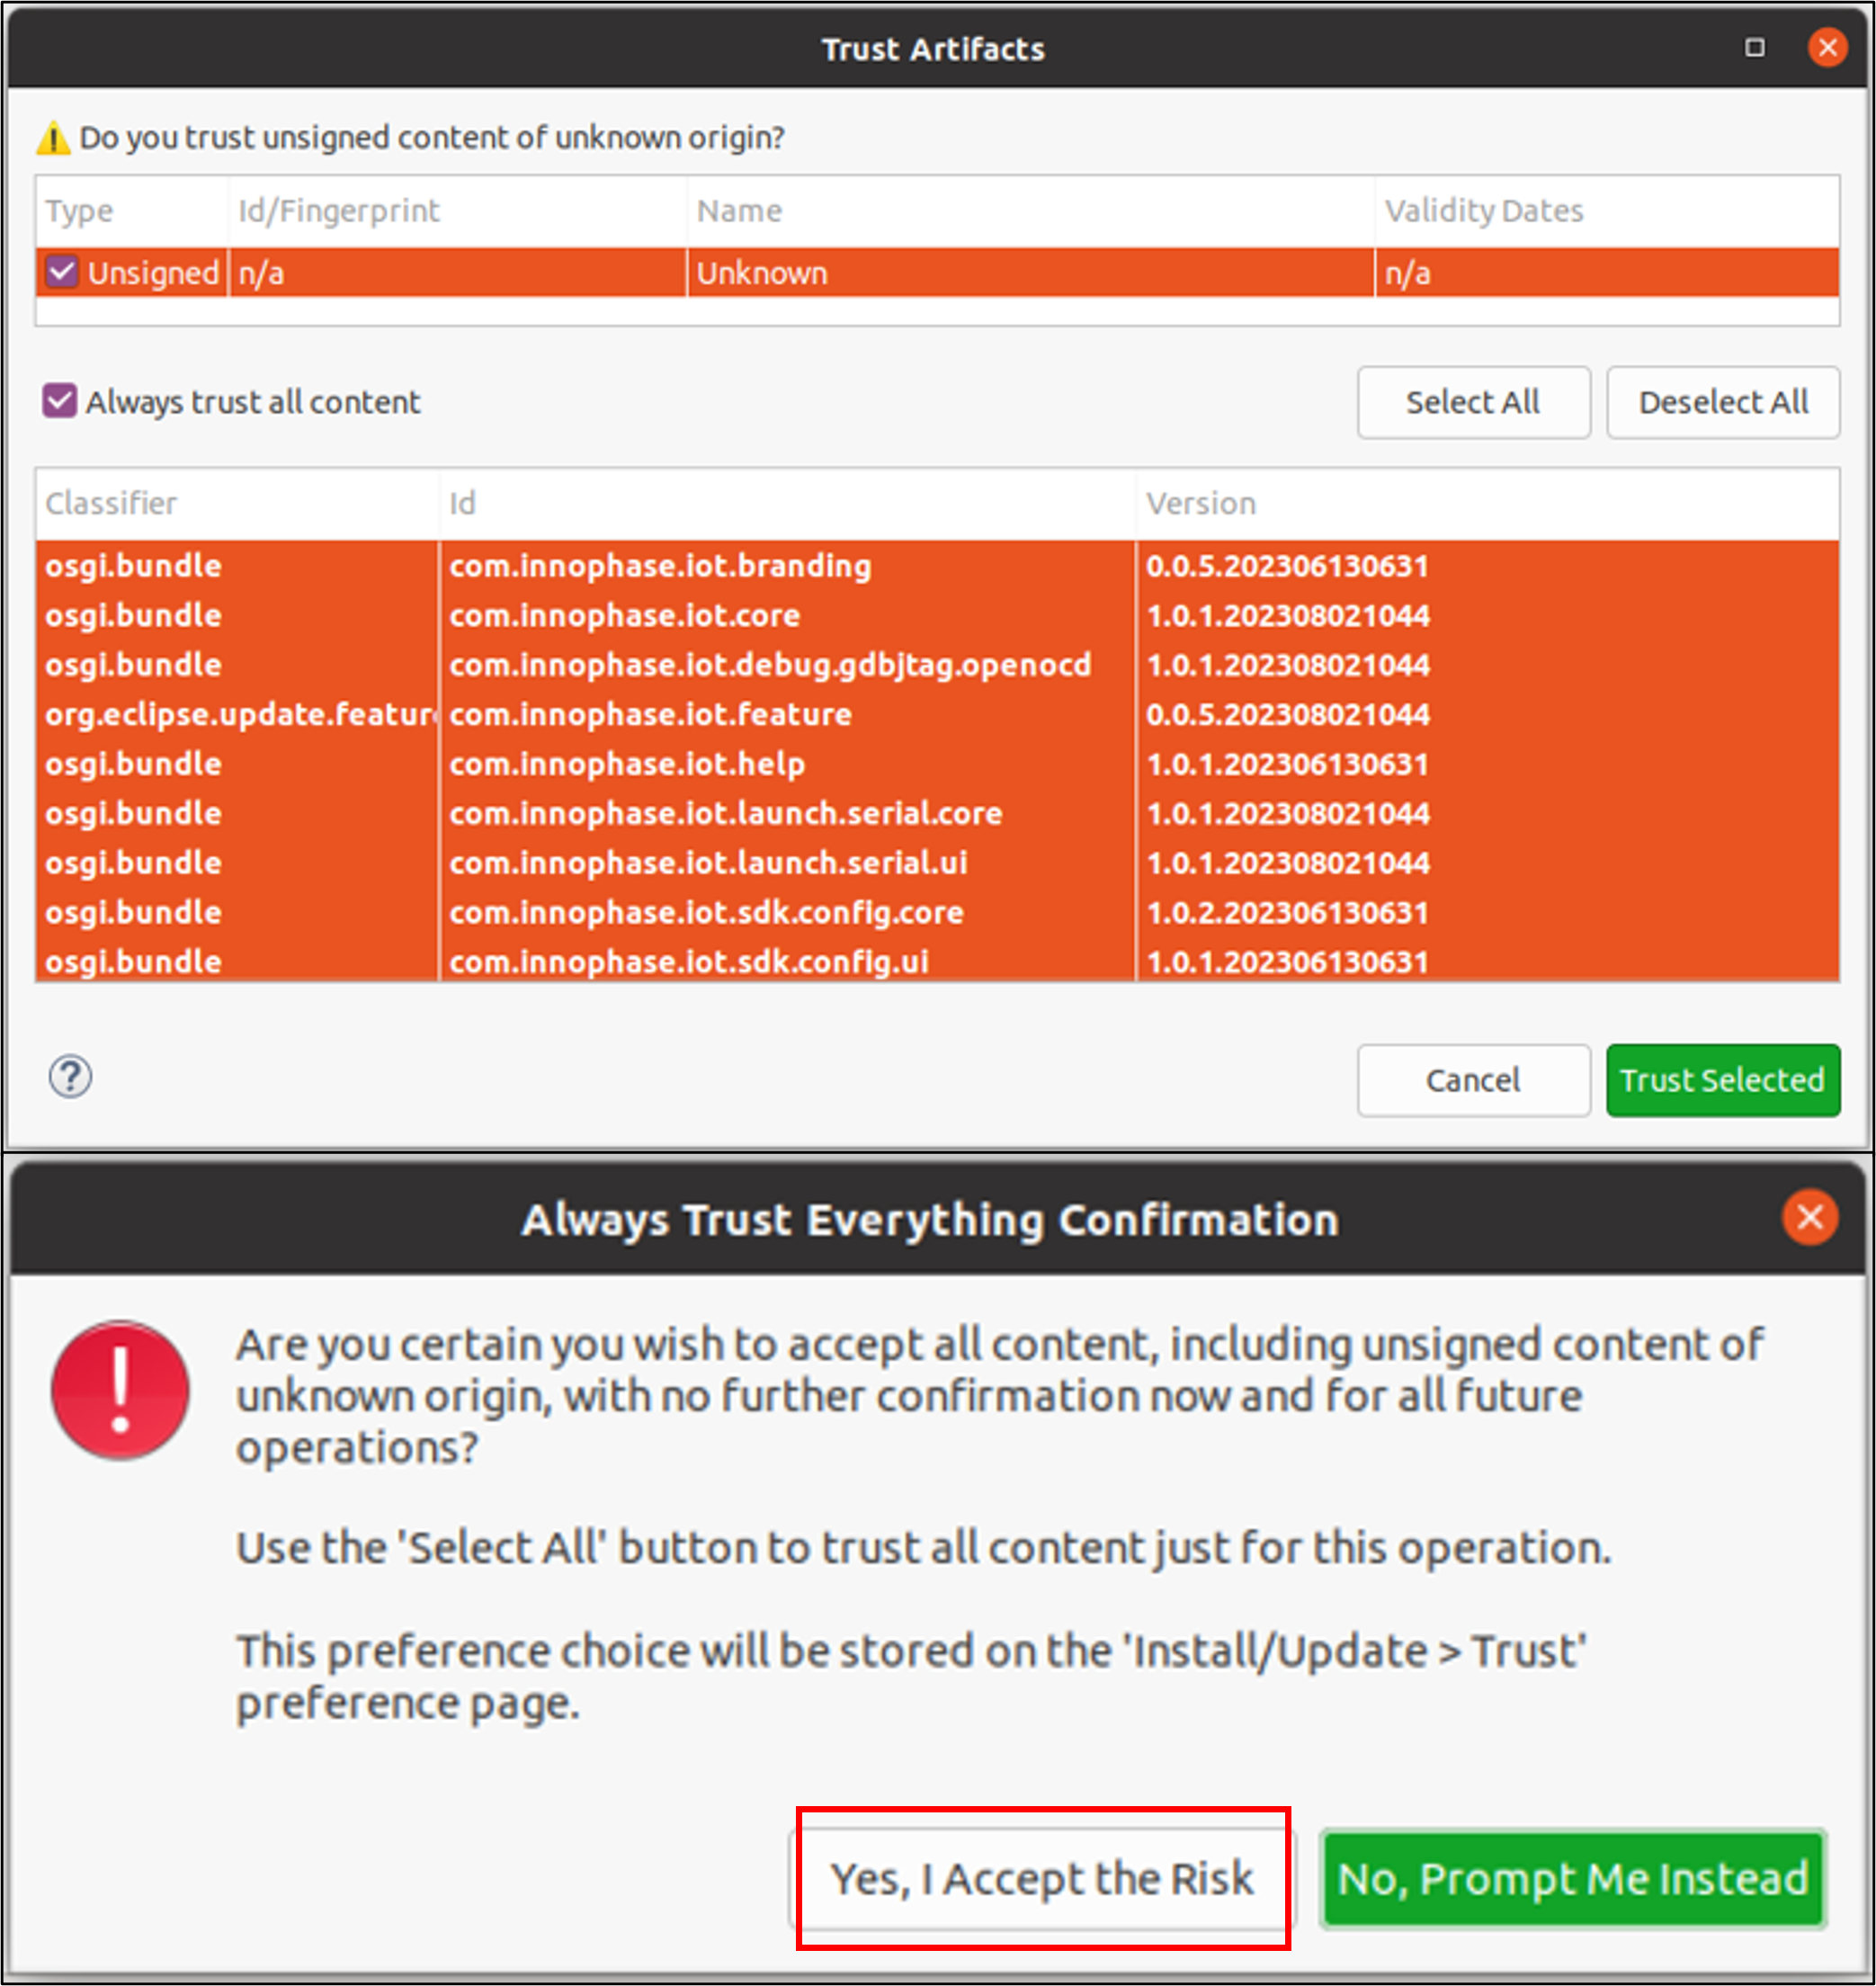 Trust Artifacts
Do you trust unsigned content of unknown origin?
Type Id/Fingerprint Name Validity Dates
Unsigned n/a Unknown n/a
Always trust all content Select All Deselect All
Classifier Id Version
osgi.bundle com.innophase.iot.branding 0.0.5.202306130631
osgi.bundle com.innophase.iot.core 1.0.1.202308021044
osgi.bundle com.innophase.iot.debug.gdbjtag.openocd 1.0.1.202308021044
org.eclipse.update.feature com.innophase.iot.feature 0.0.5.202308021044
osgi.bundle com.innophase.iot.help 1.0.1.202306130631
osgi.bundle com.innophase.iot.launch.serial.core 1.0.1.202308021044
osgi.bundle com.innophase.iot.launch.serial.ui 1.0.1.202308021044
osgi.bundle com.innophase.iot.sdk.config.core 1.0.2.202306130631
osgi.bundle com.innophase.iot.sdk.config.ui 1.0.1.202306130631
? Cancel Trust Selected
Always Trust Everything Confirmation
Are you certain you wish to accept all content, including unsigned content of
unknown origin, with no further confirmation now and for all future
operations?
Use the 'Select All' button to trust all content just for this operation.
This preference choice will be stored on the 'Install/Update > Trust'
preference page.
Yes, I Accept the Risk No, Prompt Me Instead